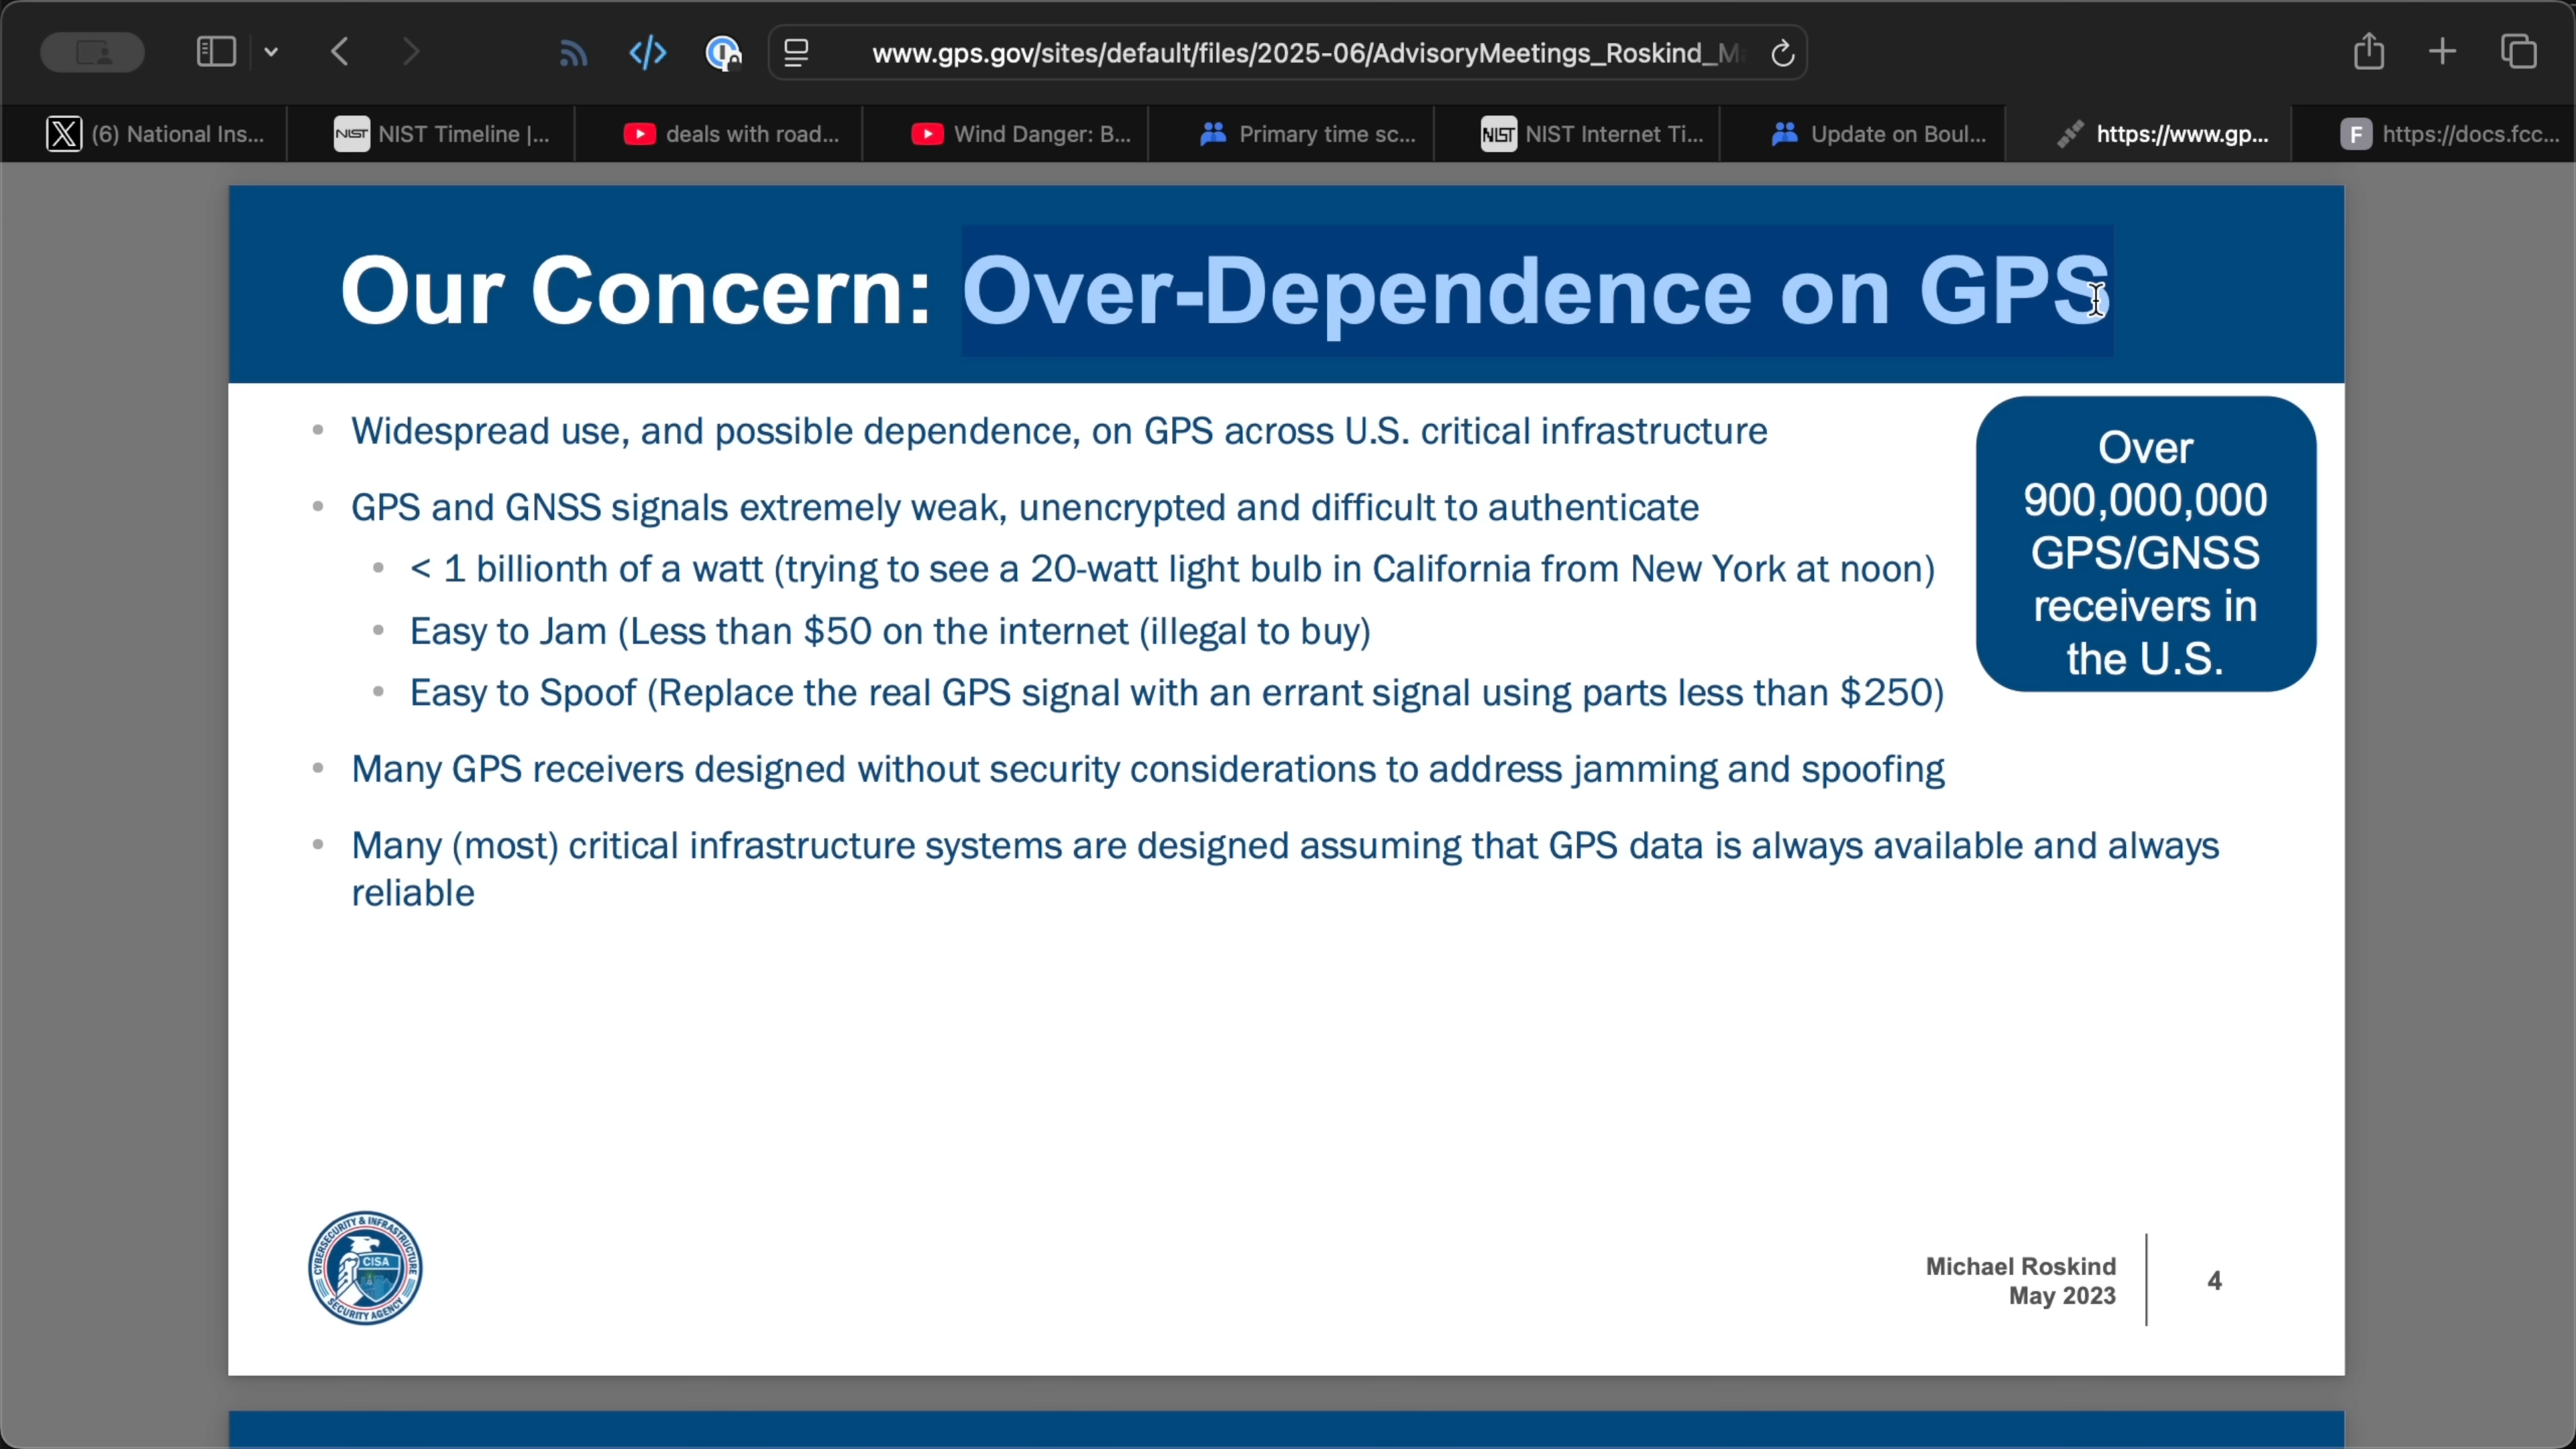 www.gps.gov/sites/default/files/2025-06/AdvisoryMeetings_Roskind_M
(6) National Ins...
NIST
NIST Timeline |...
deals with road...
Wind Danger: B...
Primary time sc...
NIST
NIST Internet Ti...
Update on Boul...
https://www.gp...
F
https://docs.fcc...
Our Concern: Over-Dependence on GPS
• Widespread use, and possible dependence, on GPS across U.S. critical infrastructure
• GPS and GNSS signals extremely weak, unencrypted and difficult to authenticate
• < 1 billionth of a watt (trying to see a 20-watt light bulb in California from New York at noon)
• Easy to Jam (Less than $50 on the internet (illegal to buy)
• Easy to Spoof (Replace the real GPS signal with an errant signal using parts less than $250)
• Many GPS receivers designed without security considerations to address jamming and spoofing
• Many (most) critical infrastructure systems are designed assuming that GPS data is always available and always
reliable
Over
900,000,000
GPS/GNSS
receivers in
the U.S.
CYBERSECURITY & INFRASTRUCTURE
CISA
SECURITY AGENCY
Michael Roskind
May 2023
4